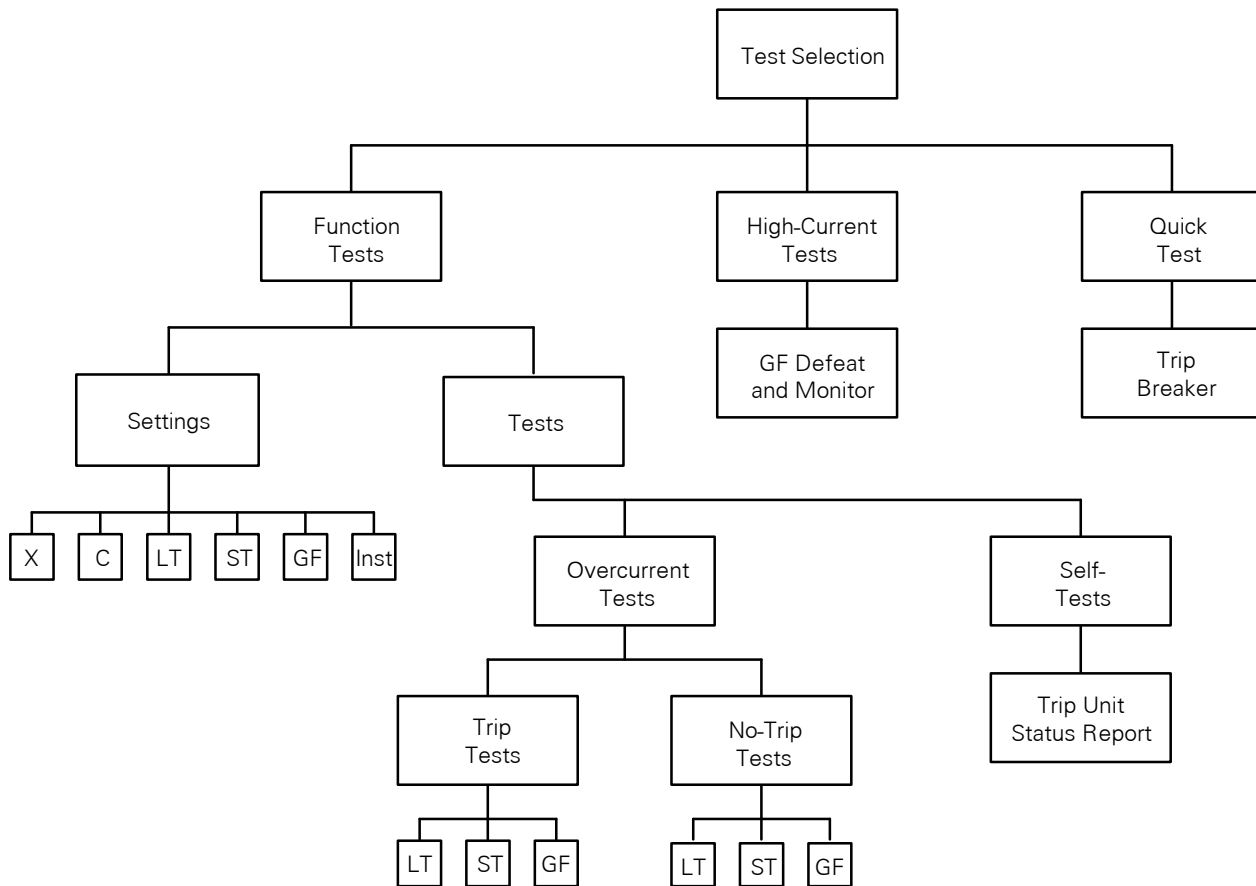 Test Selection
Function
Tests
High-Current
Tests
Quick
Test
GF Defeat
and Monitor
Trip
Breaker
Settings
Tests
X
C
LT
ST
GF
Inst
Overcurrent
Tests
Self-
Tests
Trip
Tests
No-Trip
Tests
Trip Unit
Status Report
LT
ST
GF
LT
ST
GF